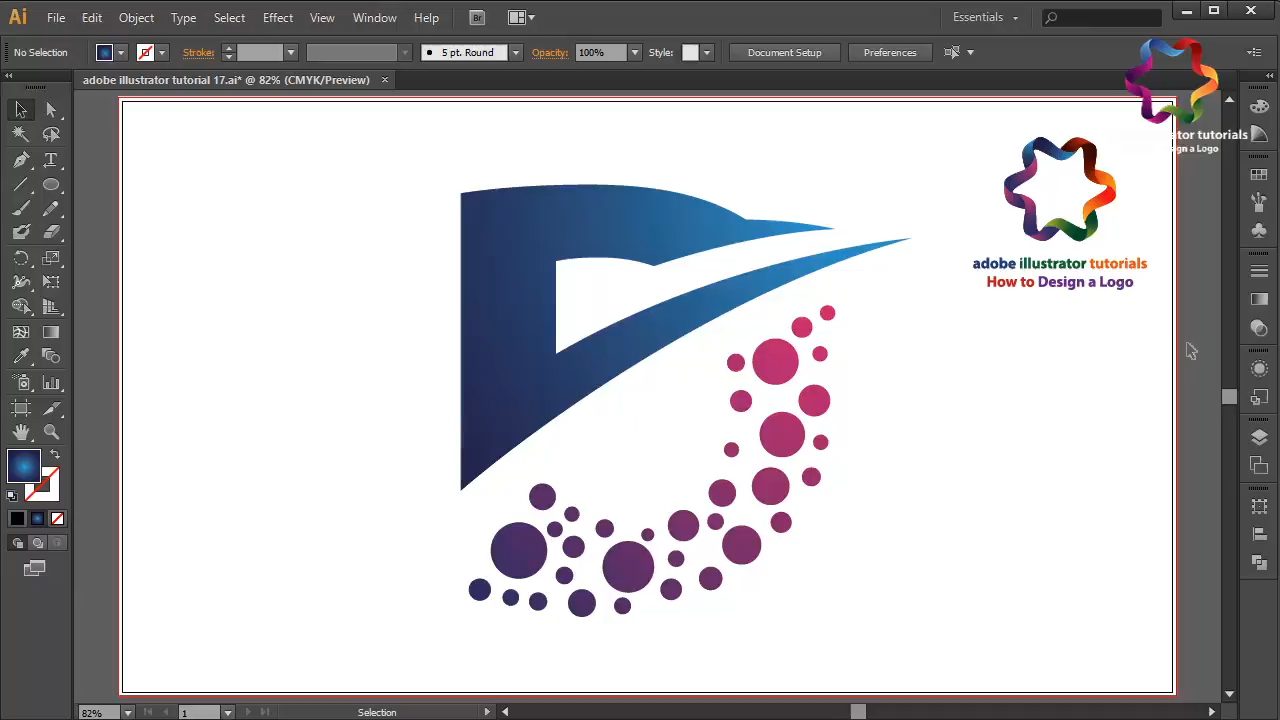 Ai File Edit Object Type Select Effect View Window Help Br Essentials
No Selection Stroke: 5 pt. Round Opacity: 100% Style: Document Setup Preferences
adobe illustrator tutorial 17.ai* @ 82% (CMYK/Preview)
tor tutorials
gn a Logo
adobe illustrator tutorials
How to Design a Logo
82% 1 Selection